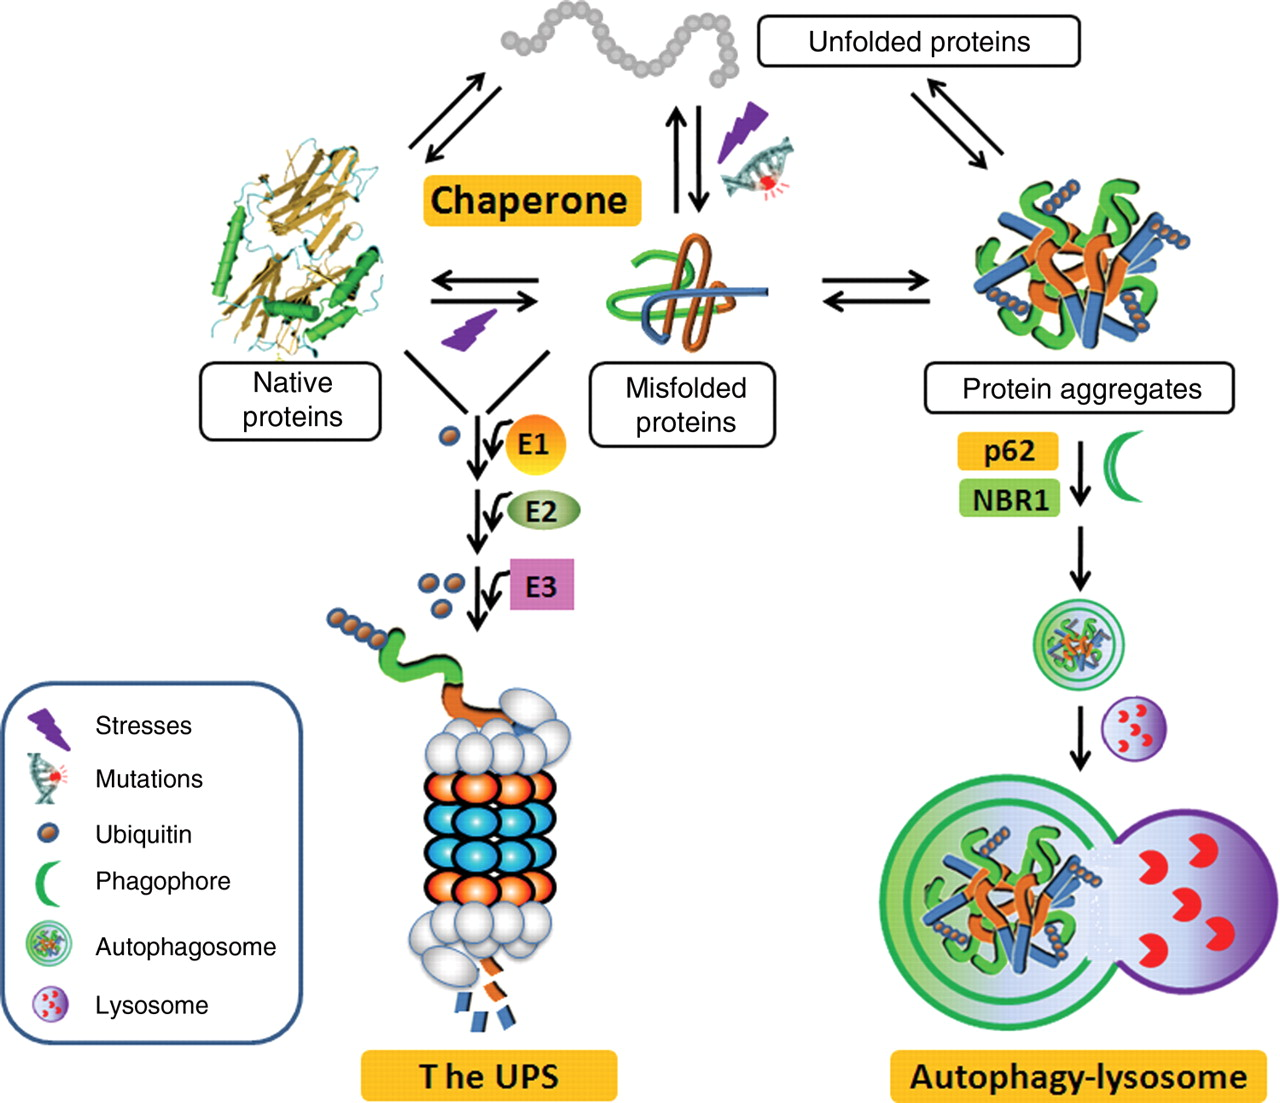 Unfolded proteins
Chaperone
Native
proteins
Misfolded
proteins
Protein aggregates
E1
p62
NBR1
E2
E3
Stresses
Mutations
Ubiquitin
Phagophore
Autophagosome
Lysosome
The UPS
Autophagy-lysosome